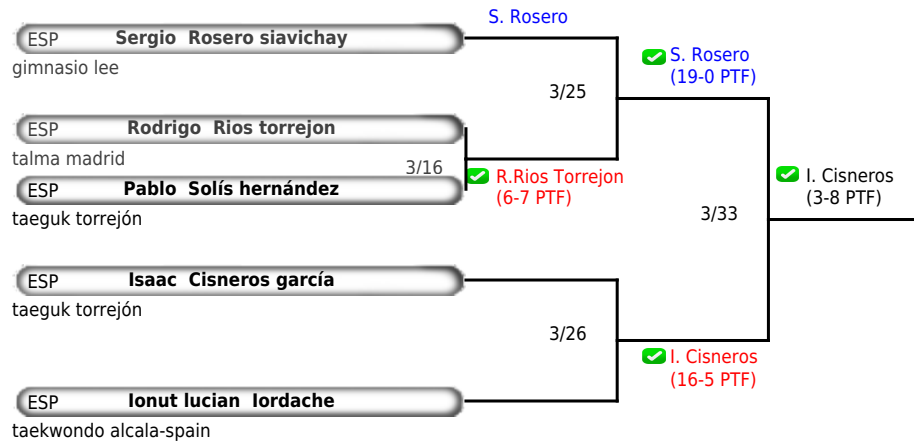 S. Rosero
ESP Sergio Rosero siavichay
gimnasio lee
S. Rosero
(19-0 PTF)
3/25
ESP Rodrigo Rios torrejon
talma madrid
3/16
R.Rios Torrejon
(6-7 PTF)
ESP Pablo Solís hernández
taeguk torrejón
I. Cisneros
(3-8 PTF)
3/33
ESP Isaac Cisneros garcía
taeguk torrejón
3/26
I. Cisneros
(16-5 PTF)
ESP Ionut lucian Iordache
taekwondo alcala-spain